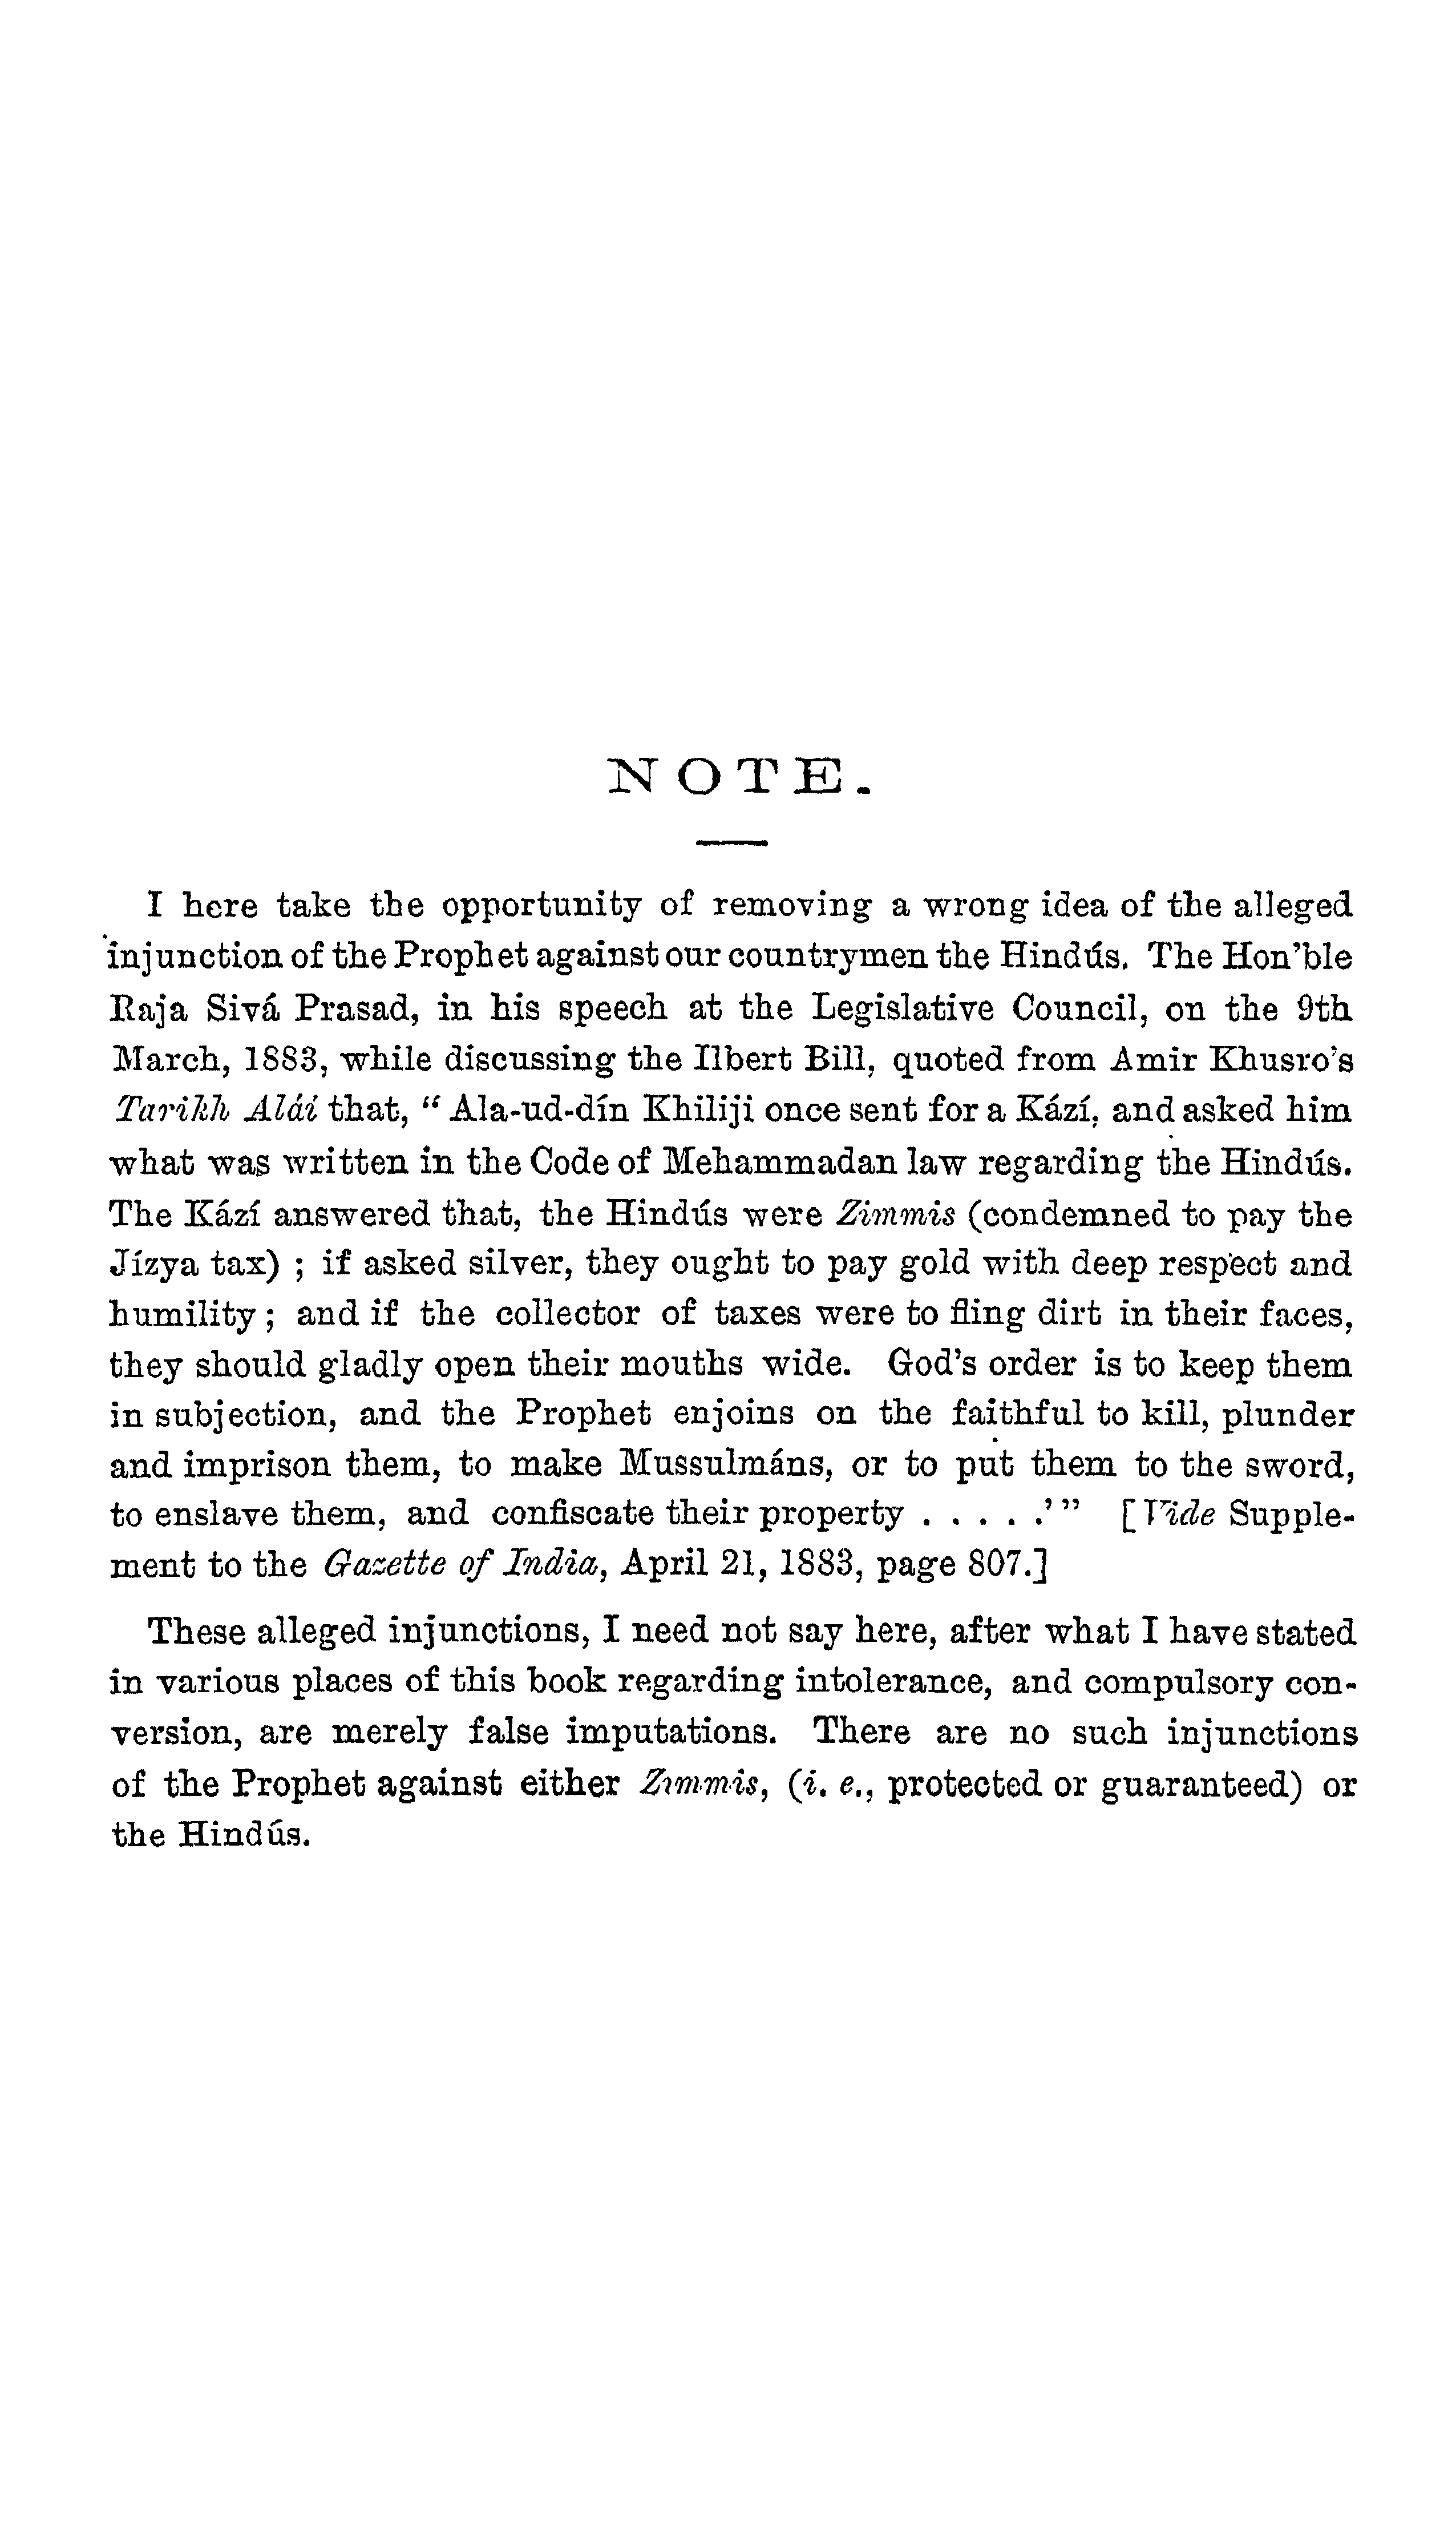 NOTE.
I here take the opportunity of removing a wrong idea of the alleged
injunction of the Prophet against our countrymen the Hindús. The Hon'ble
Raja Sivá Prasad, in his speech at the Legislative Council, on the 9th
March, 1883, while discussing the Ilbert Bill, quoted from Amir Khusro's
Tarikh Alái that, “ Ala-ud-dín Khiliji once sent for a Kází, and asked him
what was written in the Code of Mehammadan law regarding the Hindús.
The Kází answered that, the Hindús were Zimmis (condemned to pay the
Jízya tax) ; if asked silver, they ought to pay gold with deep respect and
humility ; and if the collector of taxes were to fling dirt in their faces,
they should gladly open their mouths wide. God's order is to keep them
in subjection, and the Prophet enjoins on the faithful to kill, plunder
and imprison them, to make Mussulmáns, or to put them to the sword,
to enslave them, and confiscate their property . . . . .’ ” [Vide Supple-
ment to the Gazette of India, April 21, 1883, page 807.]
These alleged injunctions, I need not say here, after what I have stated
in various places of this book regarding intolerance, and compulsory con-
version, are merely false imputations. There are no such injunctions
of the Prophet against either Zimmis, (i. e., protected or guaranteed) or
the Hindús.